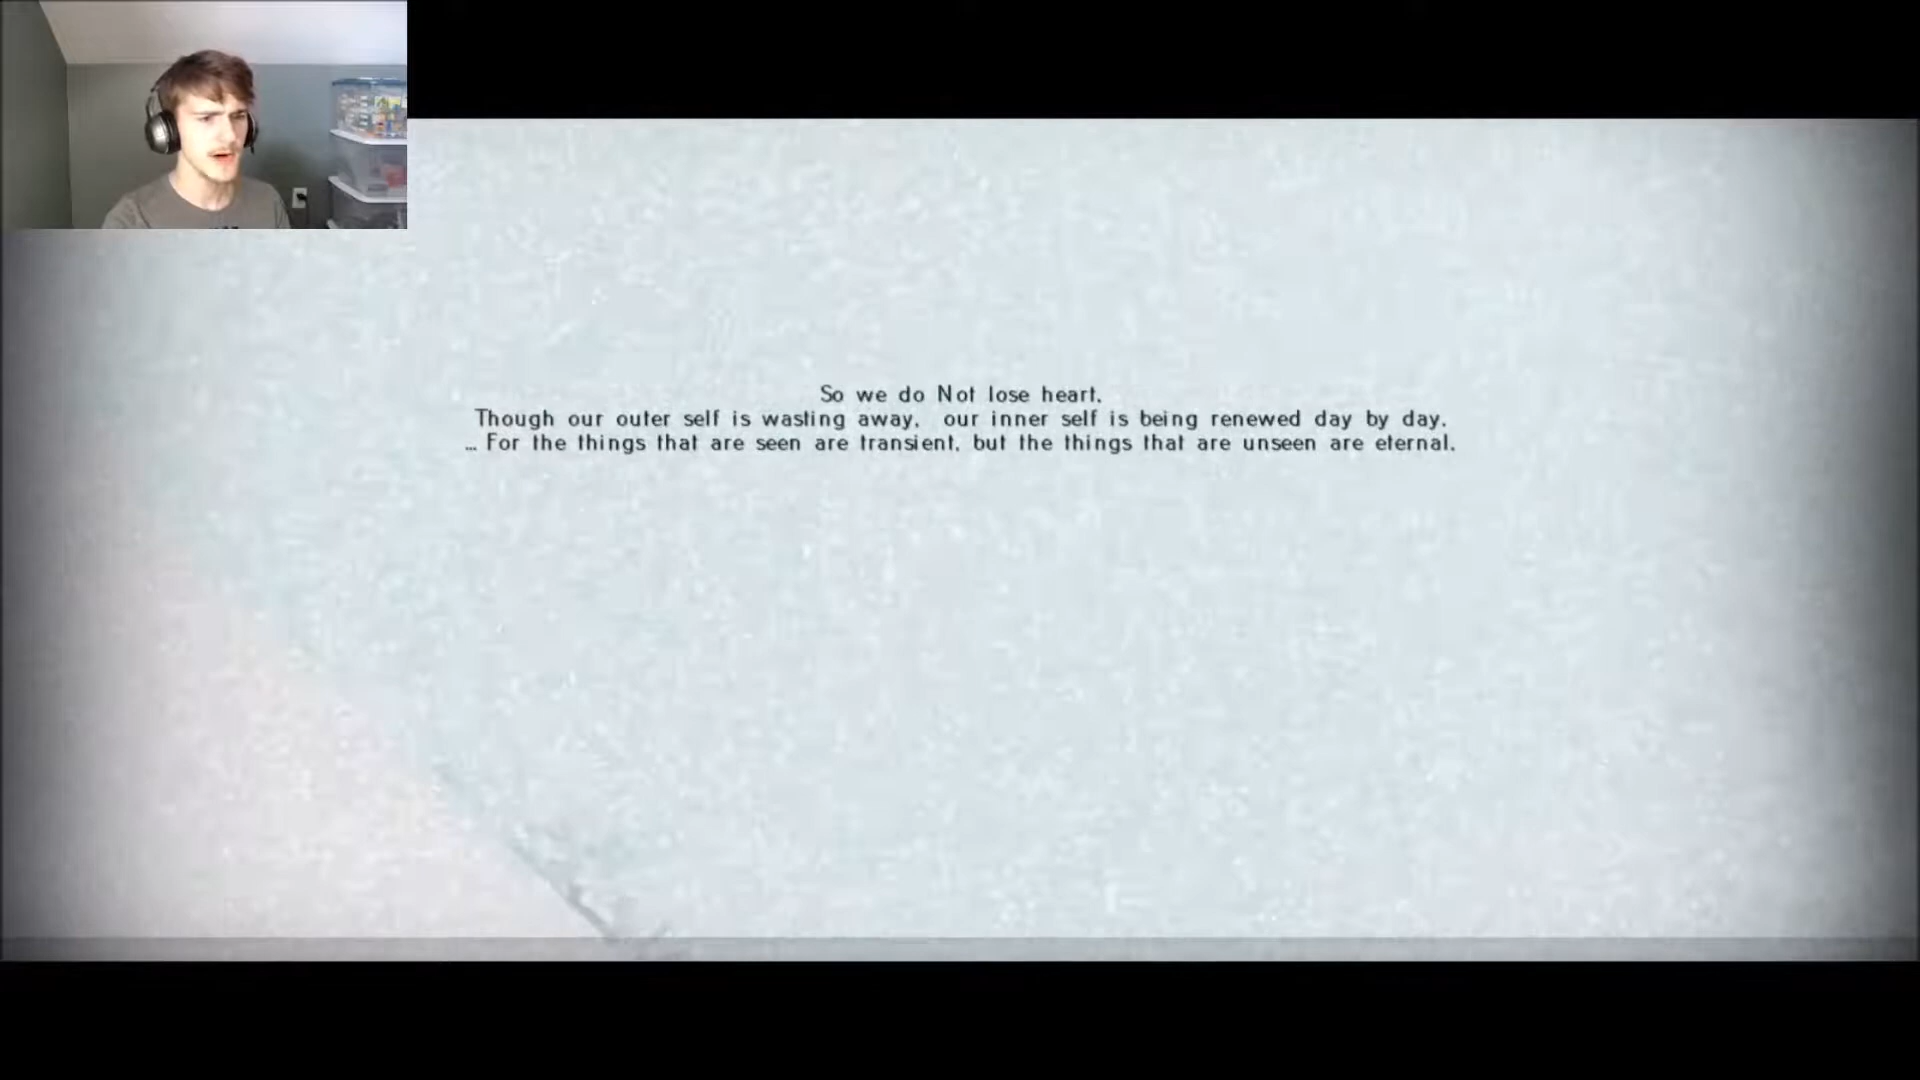 So we do Not lose heart.
Though our outer self is wasting away, our inner self is being renewed day by day.
... For the things that are seen are transient, but the things that are unseen are eternal.